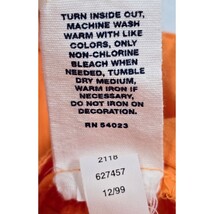 TURN INSIDE OUT,
MACHINE WASH
WARM WITH LIKE
COLORS, ONLY
NON-CHLORINE
BLEACH WHEN
NEEDED, TUMBLE
DRY MEDIUM,
WARM IRON IF
NECESSARY.
DO NOT IRON ON
DECORATION.
RN 54023
2116
627457
12/99